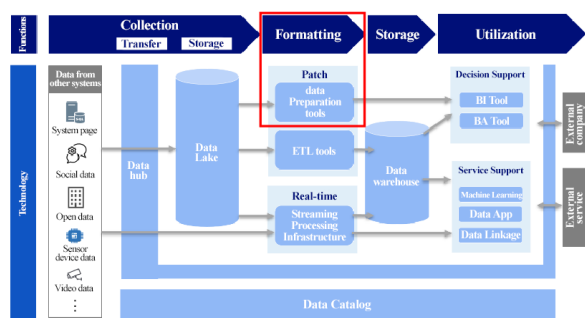 Functions
Collection
Transfer
Storage
Formatting
Storage
Utilization
Technology
Data from
other systems
System page
Social data
Open data
Sensor
device data
Video data
Data
hub
Data
Lake
Patch
data
Preparation
tools
ETL tools
Real-time
Streaming
Processing
Infrastructure
Data
warehouse
Decision Support
BI Tool
BA Tool
Service Support
Machine Learning
Data App
Data Linkage
External
company
External
service
Data Catalog